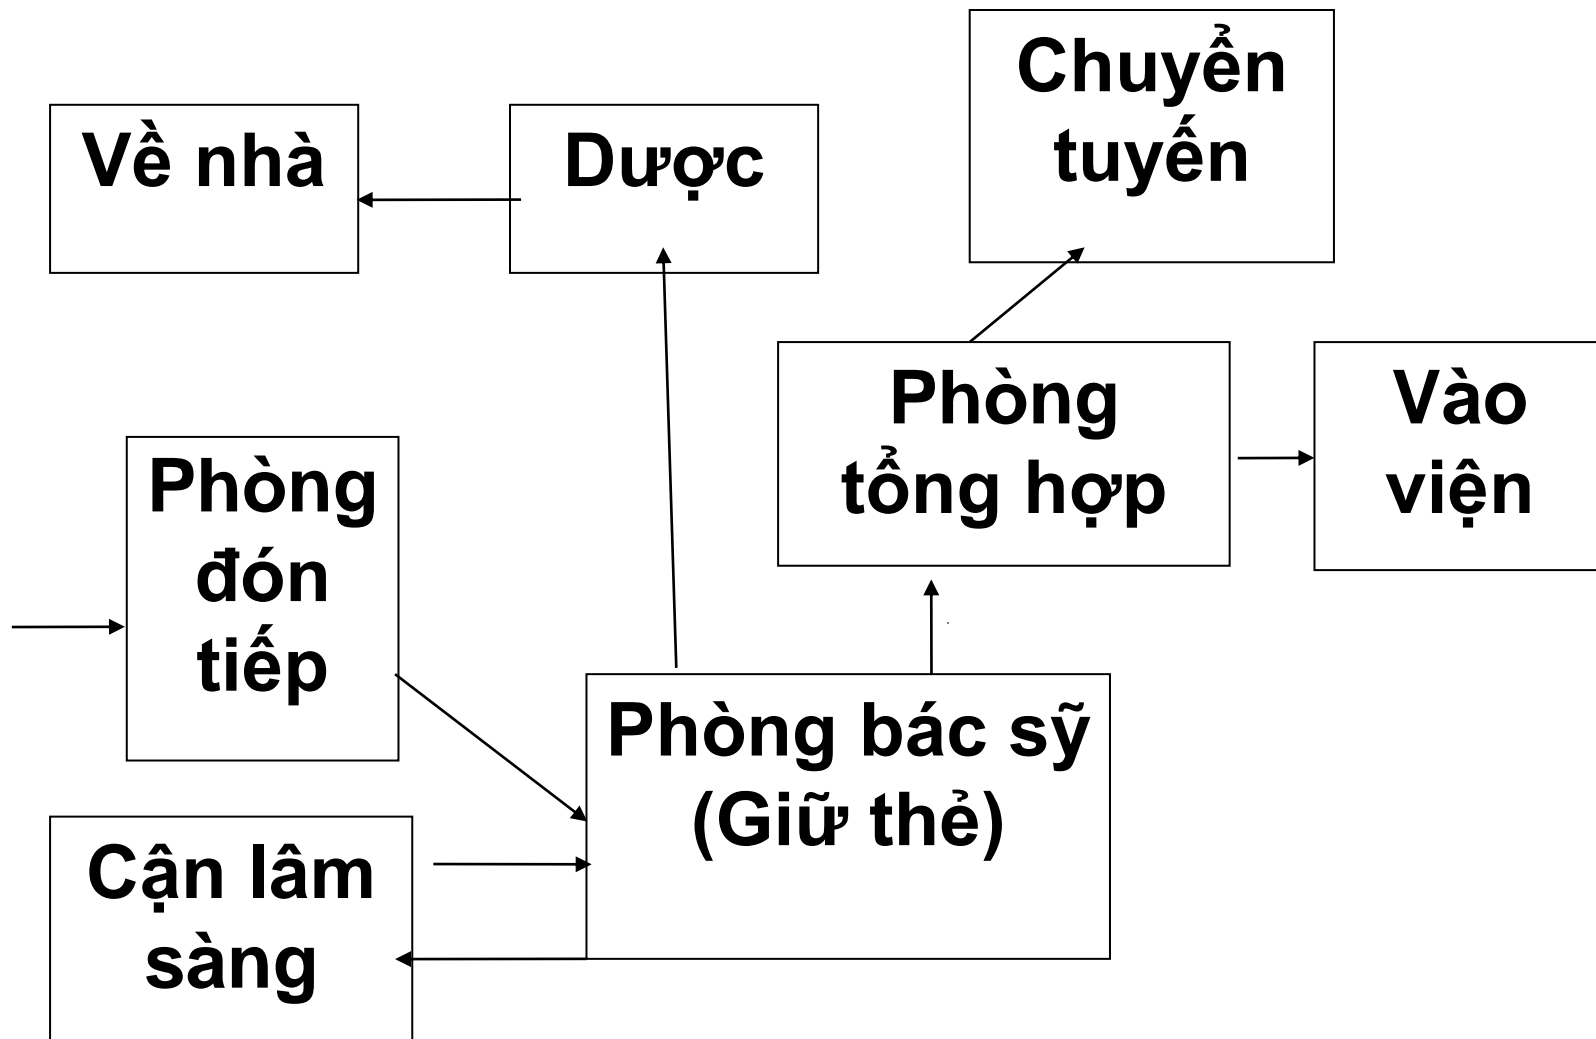 Chuyển
tuyến
Về nhà
Dược
Phòng
tổng hợp
Vào
viện
Phòng
đón
tiếp
Phòng bác sỹ
(Giữ thẻ)
Cận lâm
sàng